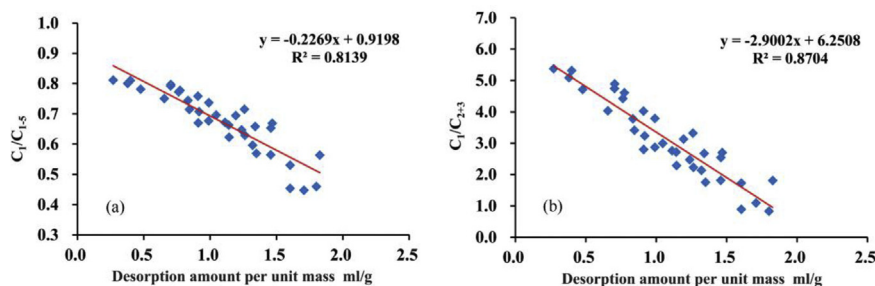 y = -0.2269x + 0.9198
R² = 0.8139
C₁/C₁₋₅
1.0
0.9
0.8
0.7
0.6
0.5
0.4
0.3
(a)
0.0 0.5 1.0 1.5 2.0 2.5
Desorption amount per unit mass ml/g
y = -2.9002x + 6.2508
R² = 0.8704
C₁/C₂₊₃
7.0
6.0
5.0
4.0
3.0
2.0
1.0
0.0
(b)
0.0 0.5 1.0 1.5 2.0 2.5
Desorption amount per unit mass ml/g